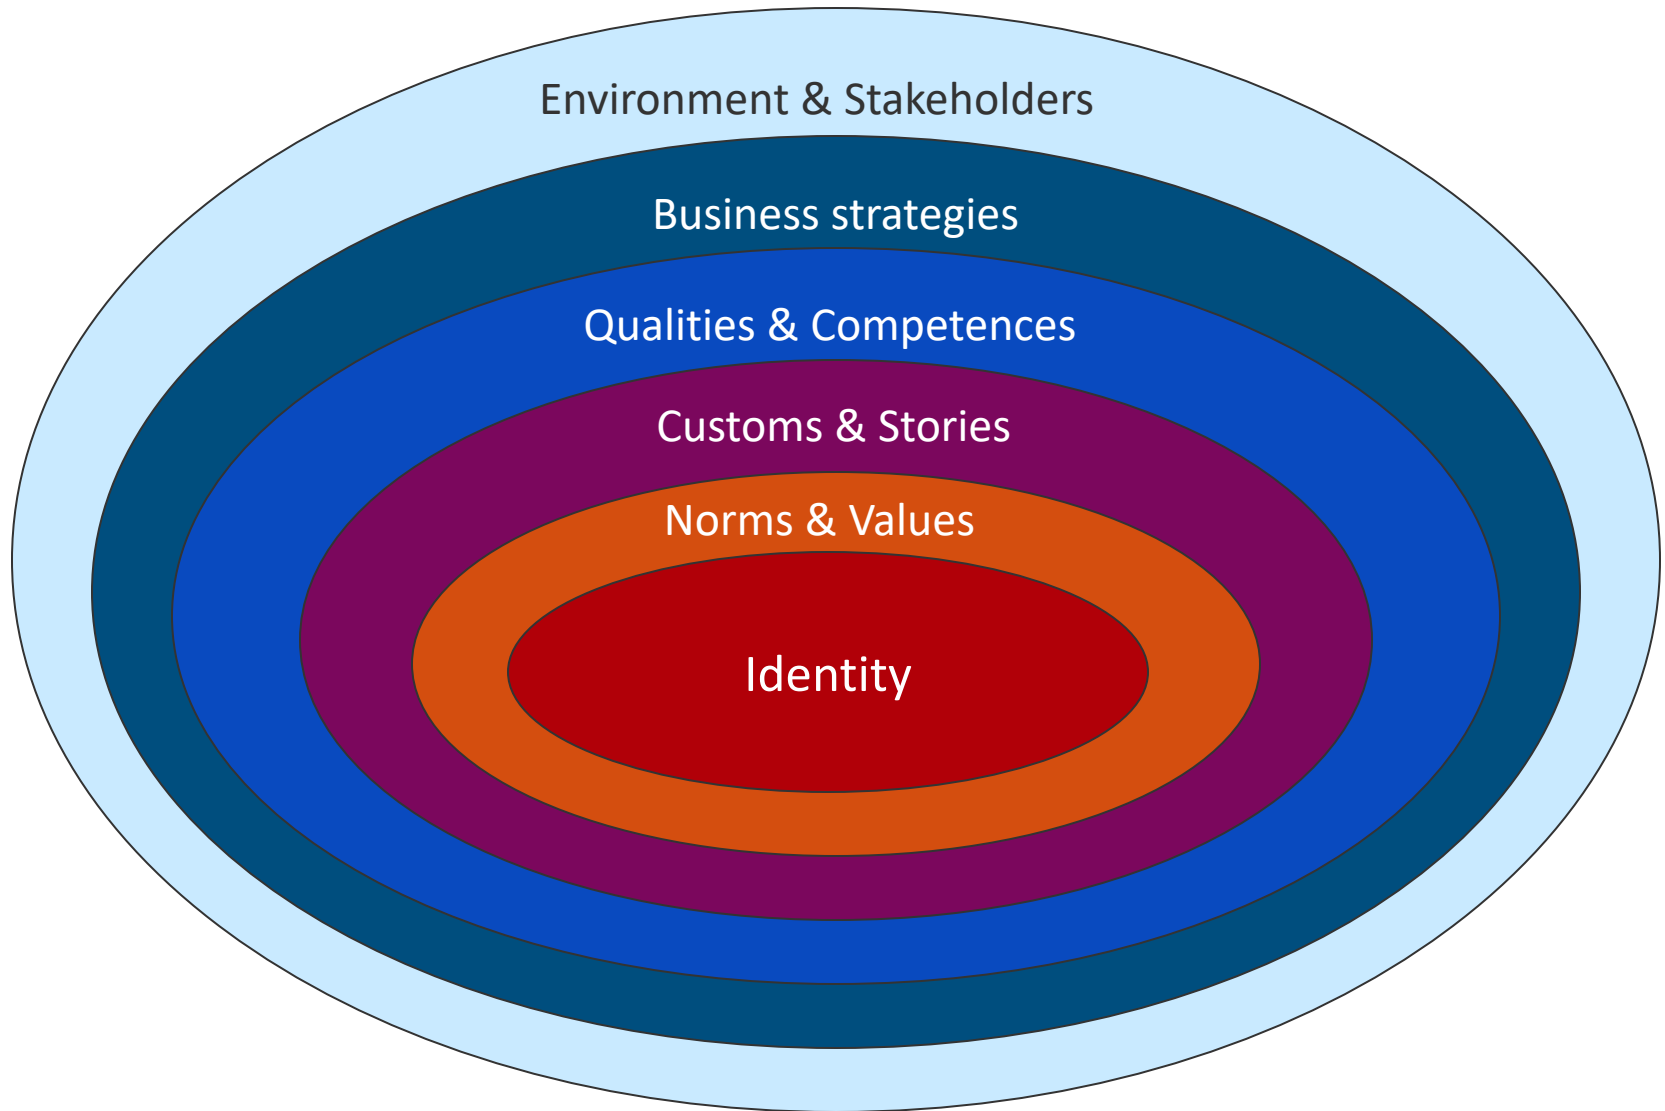 Environment & Stakeholders
Business strategies
Qualities & Competences
Customs & Stories
Norms & Values
Identity